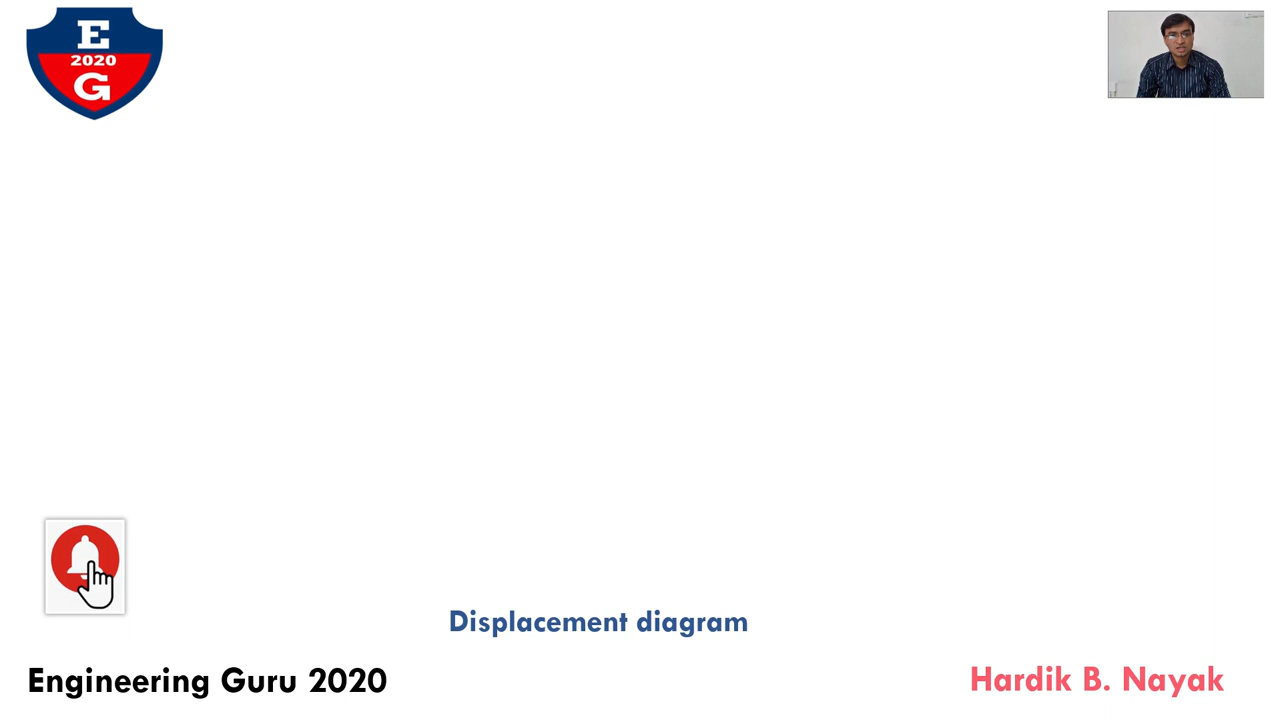 E
2020
G
Displacement diagram
Engineering Guru 2020
Hardik B. Nayak